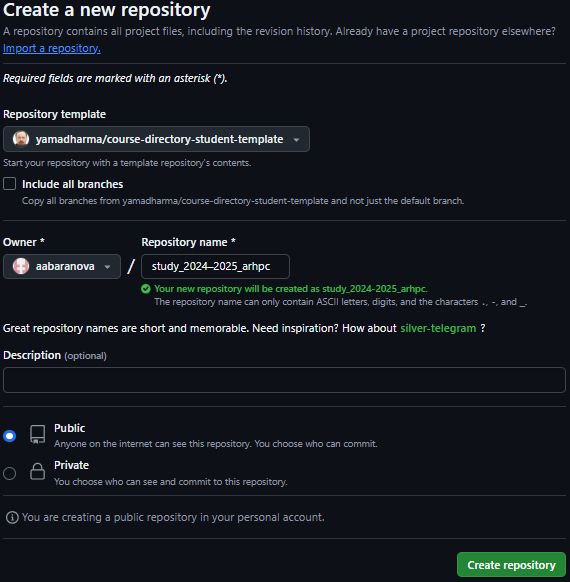 Create a new repository
A repository contains all project files, including the revision history. Already have a project repository elsewhere?
Import a repository.
Required fields are marked with an asterisk (*).
Repository template
yamadharma/course-directory-student-template
Start your repository with a template repository's contents.
Include all branches
Copy all branches from yamadharma/course-directory-student-template and not just the default branch.
Owner * Repository name *
aabaranova / study_2024–2025_arhpc
Your new repository will be created as study_2024-2025_arhpc.
The repository name can only contain ASCII letters, digits, and the characters ., -, and _.
Great repository names are short and memorable. Need inspiration? How about silver-telegram ?
Description (optional)
Public
Anyone on the internet can see this repository. You choose who can commit.
Private
You choose who can see and commit to this repository.
You are creating a public repository in your personal account.
Create repository